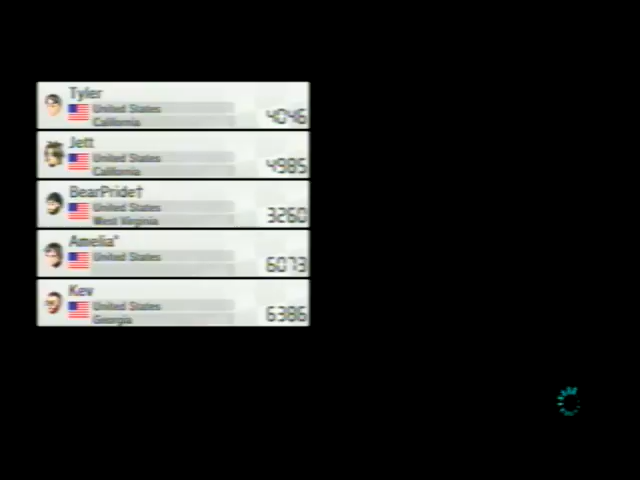 Tyler
United States
California
4046
Jett
United States
California
4985
BearPride†
United States
West Virginia
3260
Amelia*
United States
6073
Kev
United States
Georgia
6386